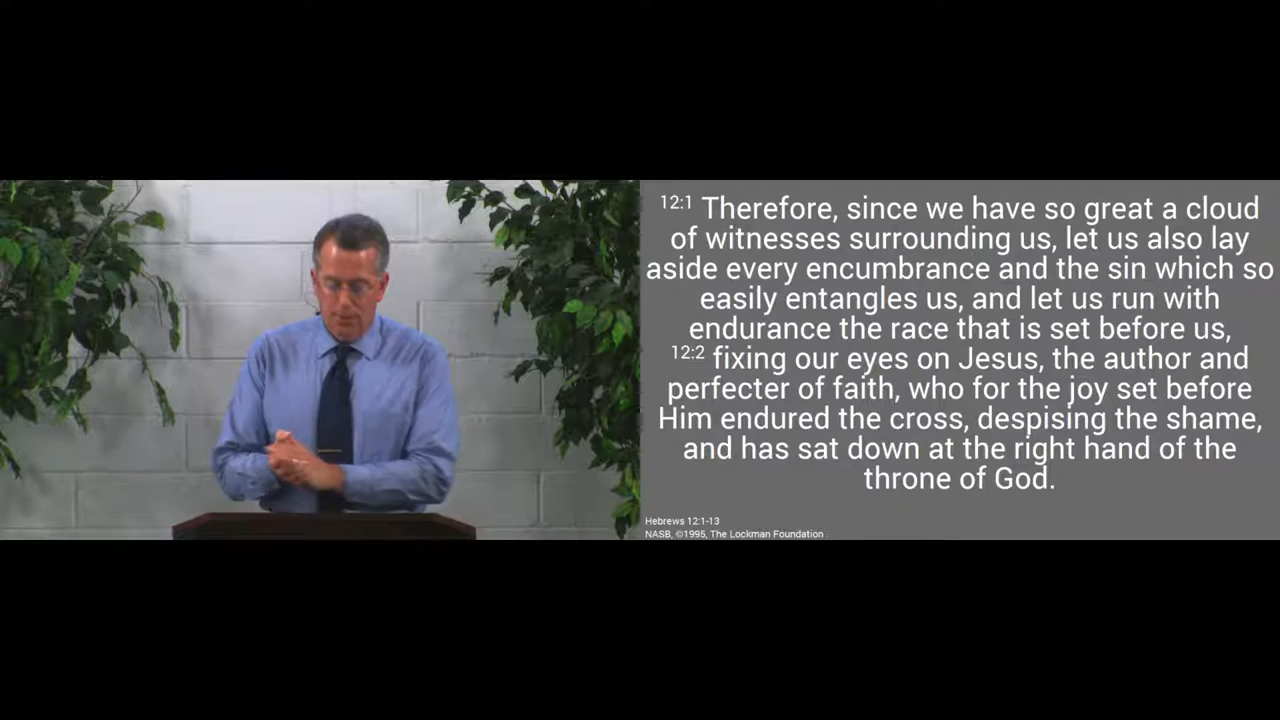 12:1 Therefore, since we have so great a cloud
of witnesses surrounding us, let us also lay
aside every encumbrance and the sin which so
easily entangles us, and let us run with
endurance the race that is set before us,
12:2 fixing our eyes on Jesus, the author and
perfecter of faith, who for the joy set before
Him endured the cross, despising the shame,
and has sat down at the right hand of the
throne of God.
Hebrews 12:1-13
NASB, ©1995, The Lockman Foundation